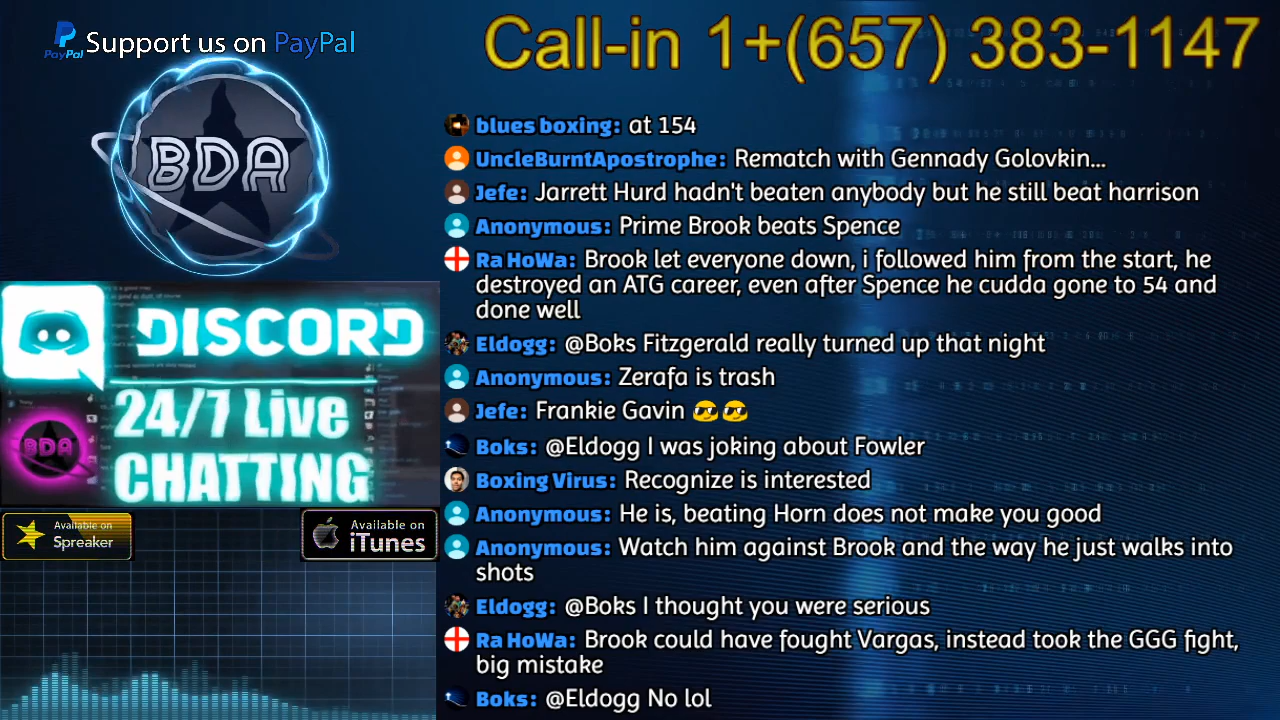 PayPal
Support us on PayPal
Call-in 1+(657) 383-1147
BDA
blues boxing: at 154
UncleBurntApostrophe: Rematch with Gennady Golovkin...
Jefe: Jarrett Hurd hadn't beaten anybody but he still beat harrison
Anonymous: Prime Brook beats Spence
Ra HoWa: Brook let everyone down, i followed him from the start, he
destroyed an ATG career, even after Spence he cudda gone to 54 and
done well
Eldogg: @Boks Fitzgerald really turned up that night
Anonymous: Zerafa is trash
Jefe: Frankie Gavin 😎😎
Boks: @Eldogg I was joking about Fowler
Boxing Virus: Recognize is interested
Anonymous: He is, beating Horn does not make you good
Anonymous: Watch him against Brook and the way he just walks into
shots
Eldogg: @Boks I thought you were serious
Ra HoWa: Brook could have fought Vargas, instead took the GGG fight,
big mistake
Boks: @Eldogg No lol
DISCORD
24/7 Live
CHATTING
BDA
Available on
Spreaker
Available on
iTunes